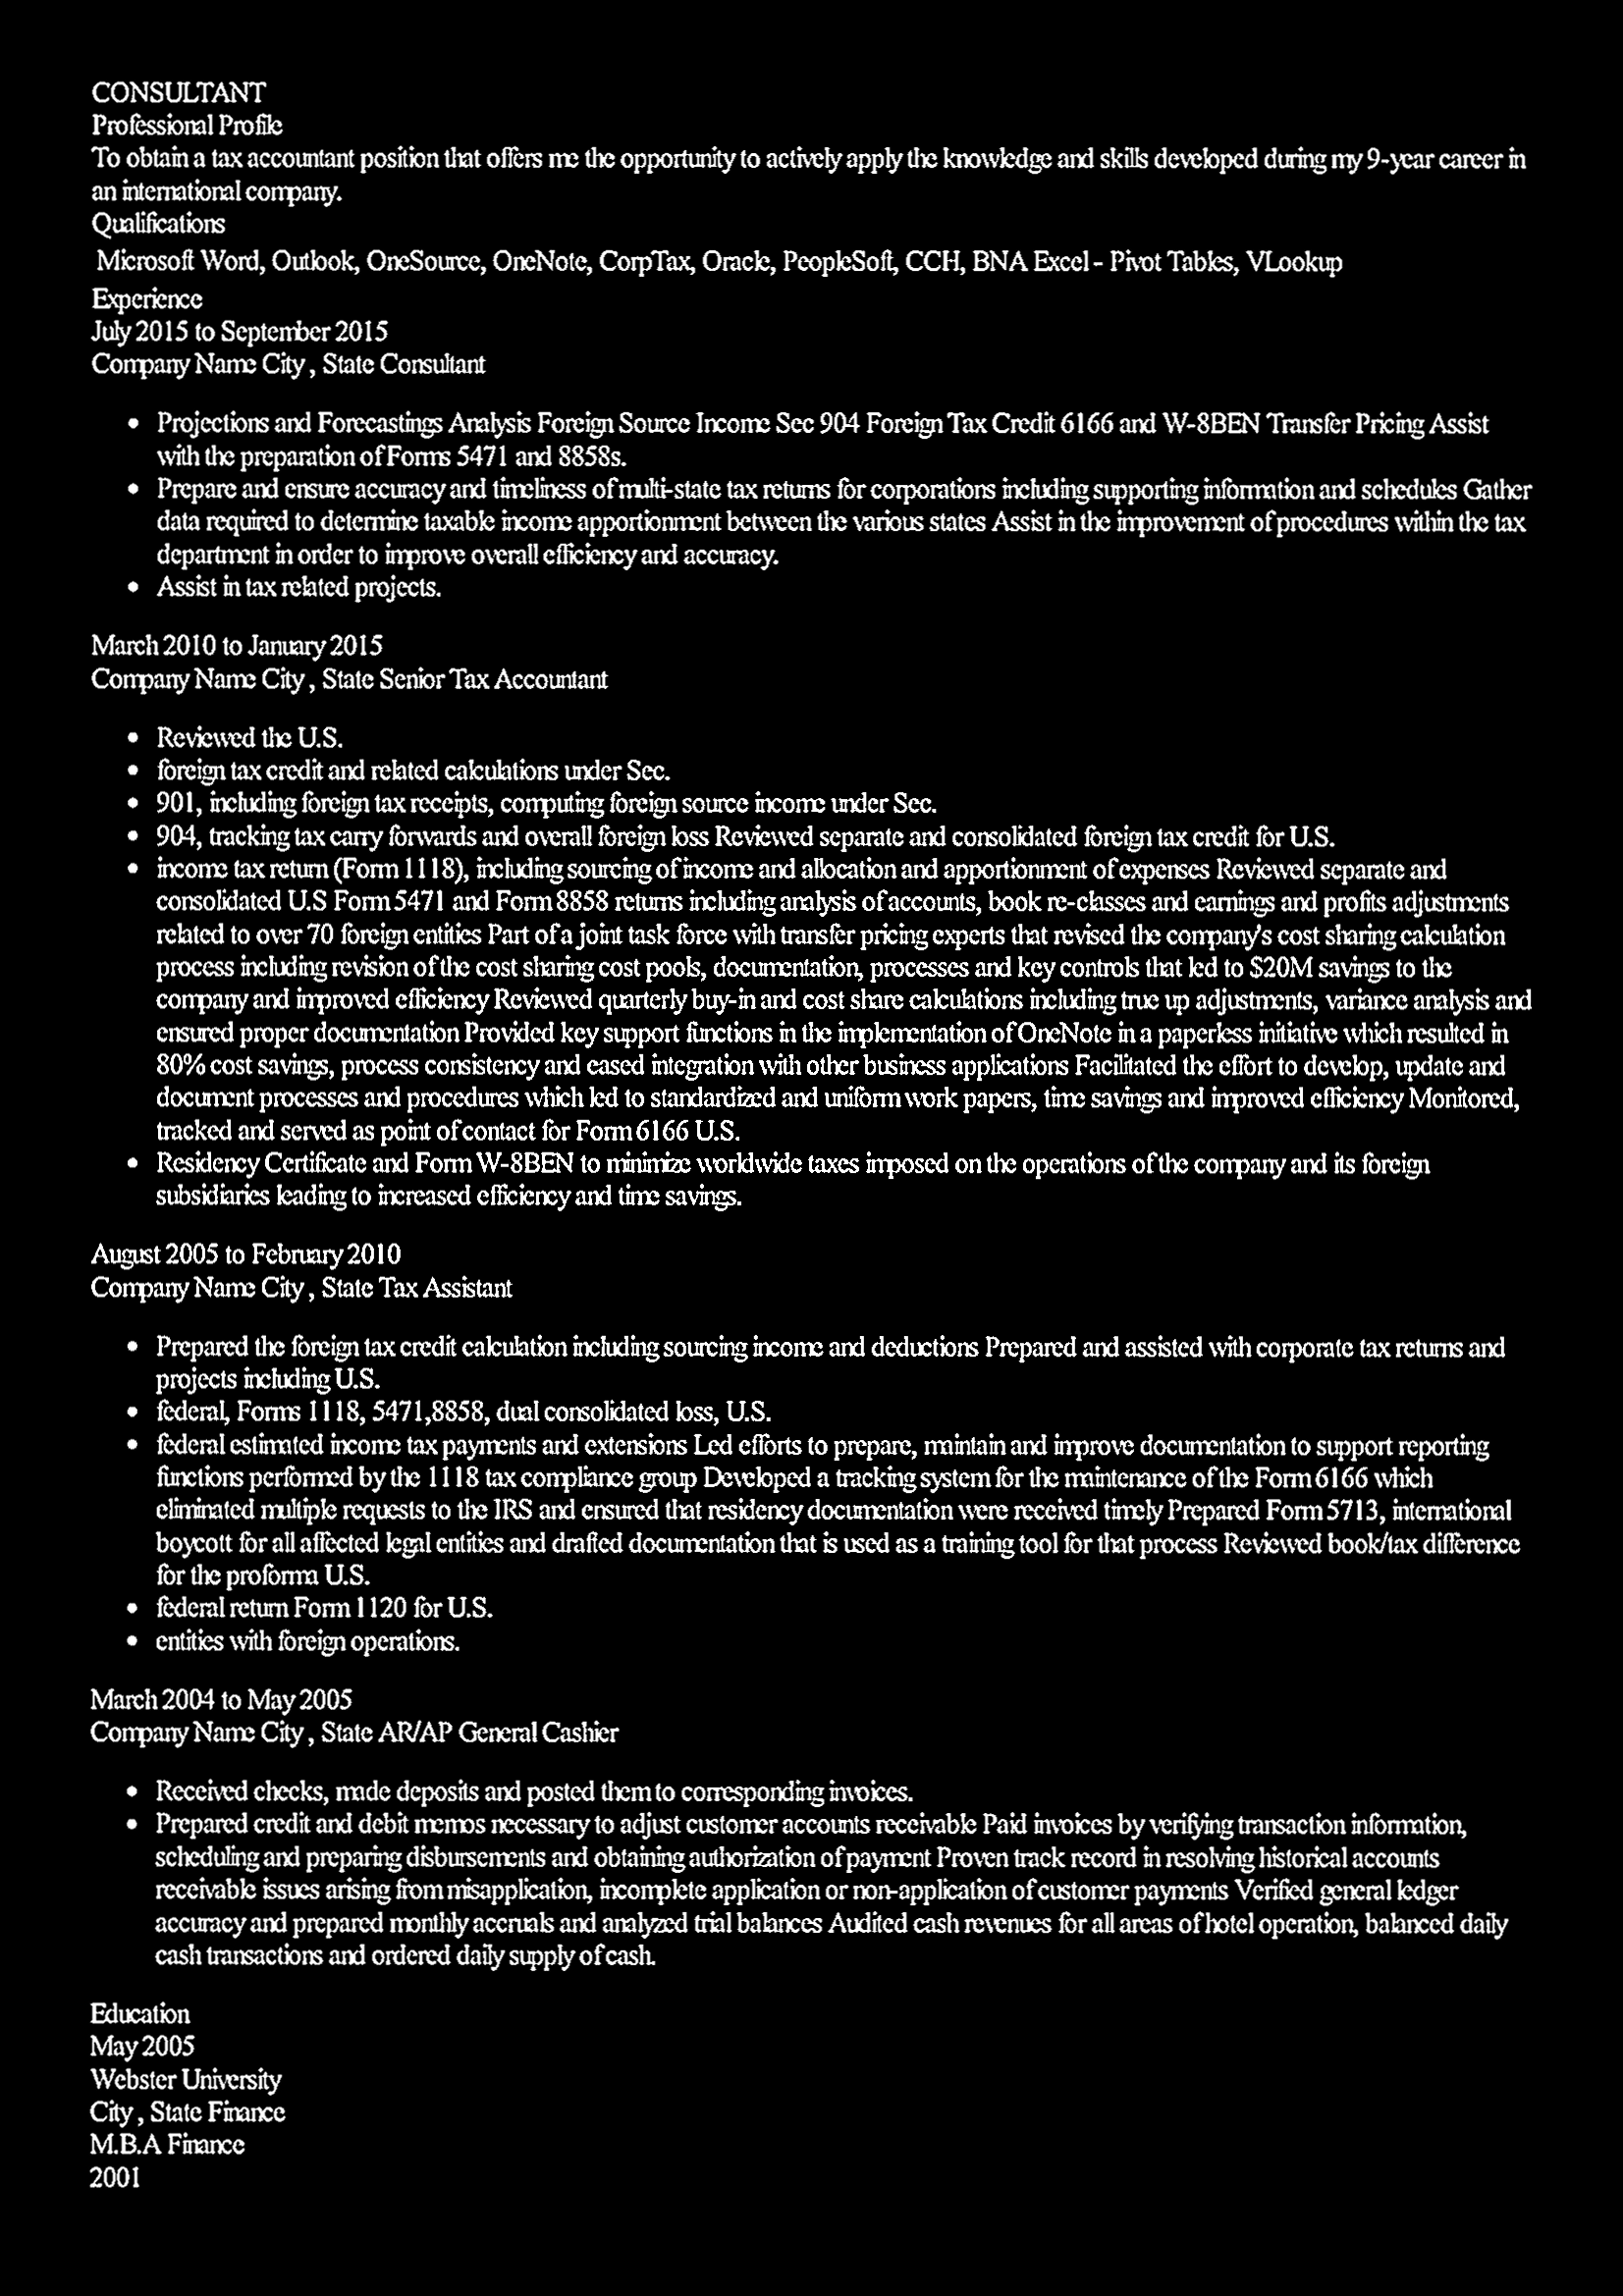 CONSULTANT
Professional Profile
To obtain a tax accountant position that offers me the opportunity to actively apply the knowledge and skills developed during my 9-year career in
an international company.
Qualifications
Microsoft Word, Outlook, OneSource, OneNote, CorpTax, Oracle, PeopleSoft, CCH, BNA Excel - Pivot Tables, VLookup
Experience
July 2015 to September 2015
Company Name City , State Consultant
• Projections and Forecastings Analysis Foreign Source Income Sec 904 Foreign Tax Credit 6166 and W-8BEN Transfer Pricing Assist
with the preparation of Forms 5471 and 8858s.
• Prepare and ensure accuracy and timeliness of multi-state tax returns for corporations including supporting information and schedules Gather
data required to determine taxable income apportionment between the various states Assist in the improvement of procedures within the tax
department in order to improve overall efficiency and accuracy.
• Assist in tax related projects.
March 2010 to January 2015
Company Name City , State Senior Tax Accountant
• Reviewed the U.S.
• foreign tax credit and related calculations under Sec.
• 901, including foreign tax receipts, computing foreign source income under Sec.
• 904, tracking tax carry forwards and overall foreign loss Reviewed separate and consolidated foreign tax credit for U.S.
• income tax return (Form 1118), including sourcing of income and allocation and apportionment of expenses Reviewed separate and
consolidated U.S Form 5471 and Form 8858 returns including analysis of accounts, book re-classes and earnings and profits adjustments
related to over 70 foreign entities Part of a joint task force with transfer pricing experts that revised the company's cost sharing calculation
process including revision of the cost sharing cost pools, documentation, processes and key controls that led to $20M savings to the
company and improved efficiency Reviewed quarterly buy-in and cost share calculations including true up adjustments, variance analysis and
ensured proper documentation Provided key support functions in the implementation of OneNote in a paperless initiative which resulted in
80% cost savings, process consistency and eased integration with other business applications Facilitated the effort to develop, update and
document processes and procedures which led to standardized and uniform work papers, time savings and improved efficiency Monitored,
tracked and served as point of contact for Form 6166 U.S.
• Residency Certificate and Form W-8BEN to minimize worldwide taxes imposed on the operations of the company and its foreign
subsidiaries leading to increased efficiency and time savings.
August 2005 to February 2010
Company Name City , State Tax Assistant
• Prepared the foreign tax credit calculation including sourcing income and deductions Prepared and assisted with corporate tax returns and
projects including U.S.
• federal, Forms 1118, 5471,8858, dual consolidated loss, U.S.
• federal estimated income tax payments and extensions Led efforts to prepare, maintain and improve documentation to support reporting
functions performed by the 1118 tax compliance group Developed a tracking system for the maintenance of the Form 6166 which
eliminated multiple requests to the IRS and ensured that residency documentation were received timely Prepared Form 5713, international
boycott for all affected legal entities and drafted documentation that is used as a training tool for that process Reviewed book/tax difference
for the proforma U.S.
• federal return Form 1120 for U.S.
• entities with foreign operations.
March 2004 to May 2005
Company Name City , State AR/AP General Cashier
• Received checks, made deposits and posted them to corresponding invoices.
• Prepared credit and debit memos necessary to adjust customer accounts receivable Paid invoices by verifying transaction information,
scheduling and preparing disbursements and obtaining authorization of payment Proven track record in resolving historical accounts
receivable issues arising from misapplication, incomplete application or non-application of customer payments Verified general ledger
accuracy and prepared monthly accruals and analyzed trial balances Audited cash revenues for all areas of hotel operation, balanced daily
cash transactions and ordered daily supply of cash.
Education
May 2005
Webster University
City , State Finance
M.B.A Finance
2001